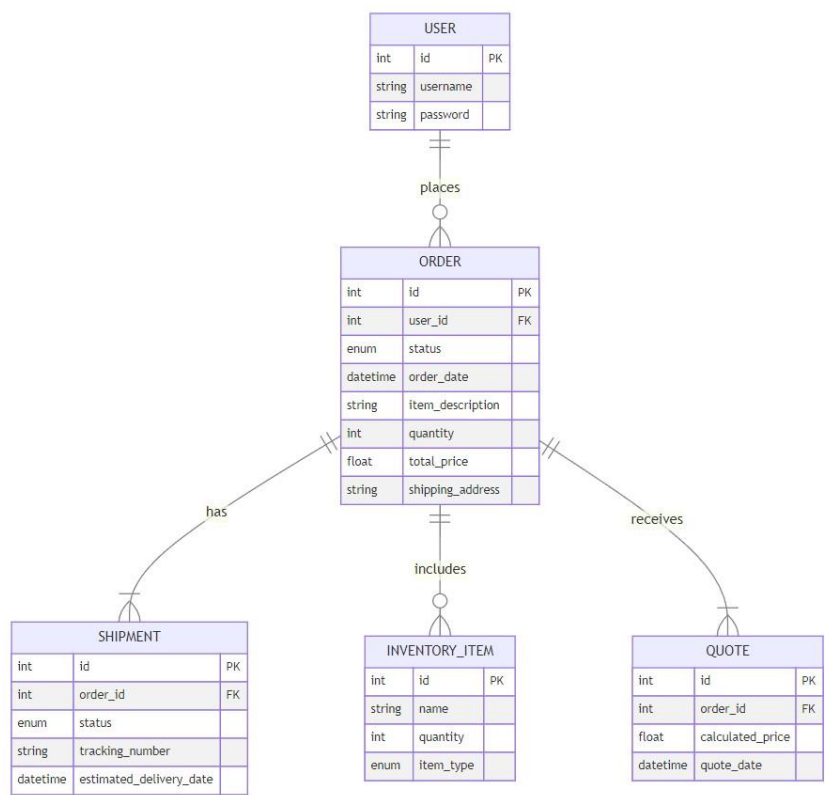 USER
int id PK
string username
string password
places
ORDER
int id PK
int user_id FK
enum status
datetime order_date
string item_description
int quantity
float total_price
string shipping_address
has
includes
receives
SHIPMENT
int id PK
int order_id FK
enum status
string tracking_number
datetime estimated_delivery_date
INVENTORY_ITEM
int id PK
string name
int quantity
enum item_type
QUOTE
int id PK
int order_id FK
float calculated_price
datetime quote_date